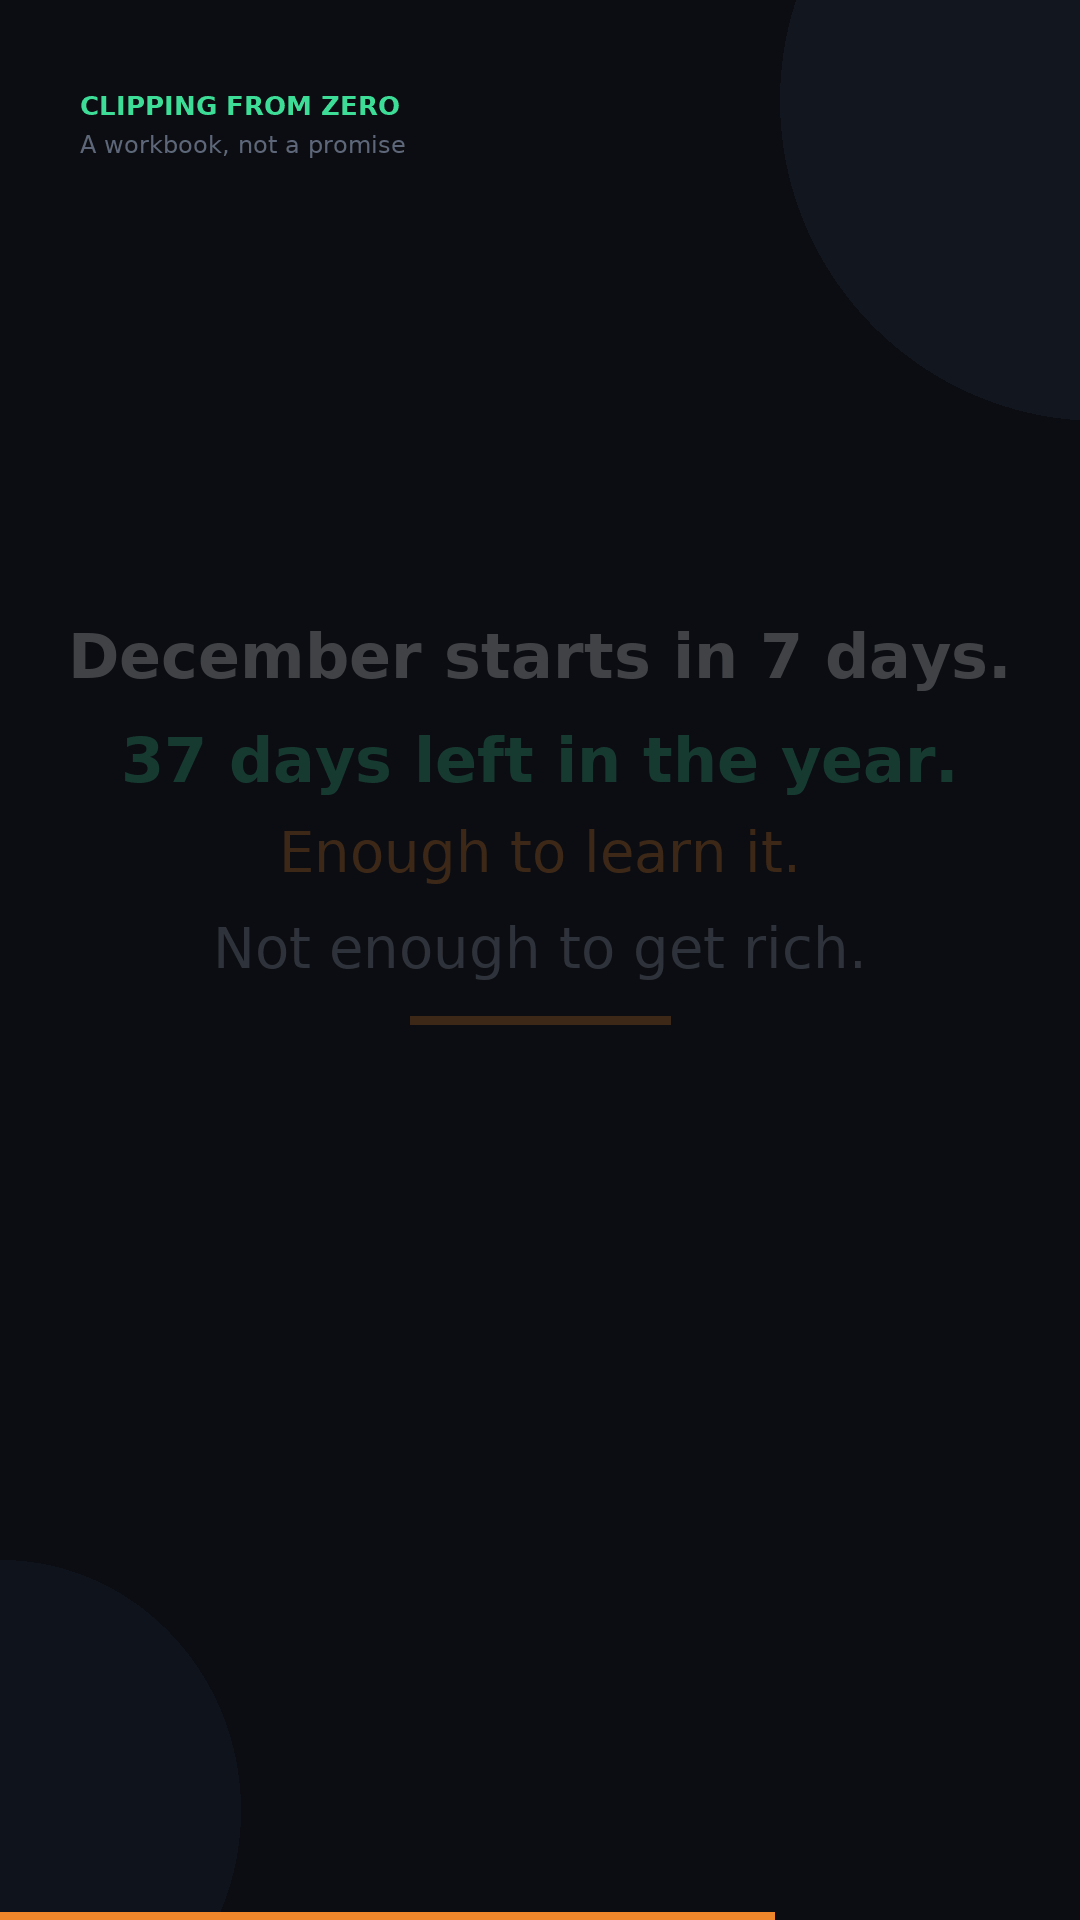 CLIPPING FROM ZERO
A workbook, not a promise
December starts in 7 days.
37 days left in the year.
Enough to learn it.
Not enough to get rich.